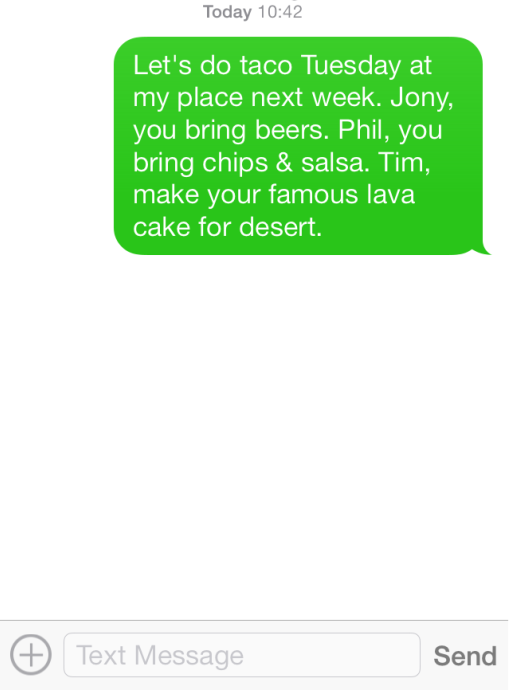 Today 10:42
Let's do taco Tuesday at
my place next week. Jony,
you bring beers. Phil, you
bring chips & salsa. Tim,
make your famous lava
cake for desert.
Text Message
Send